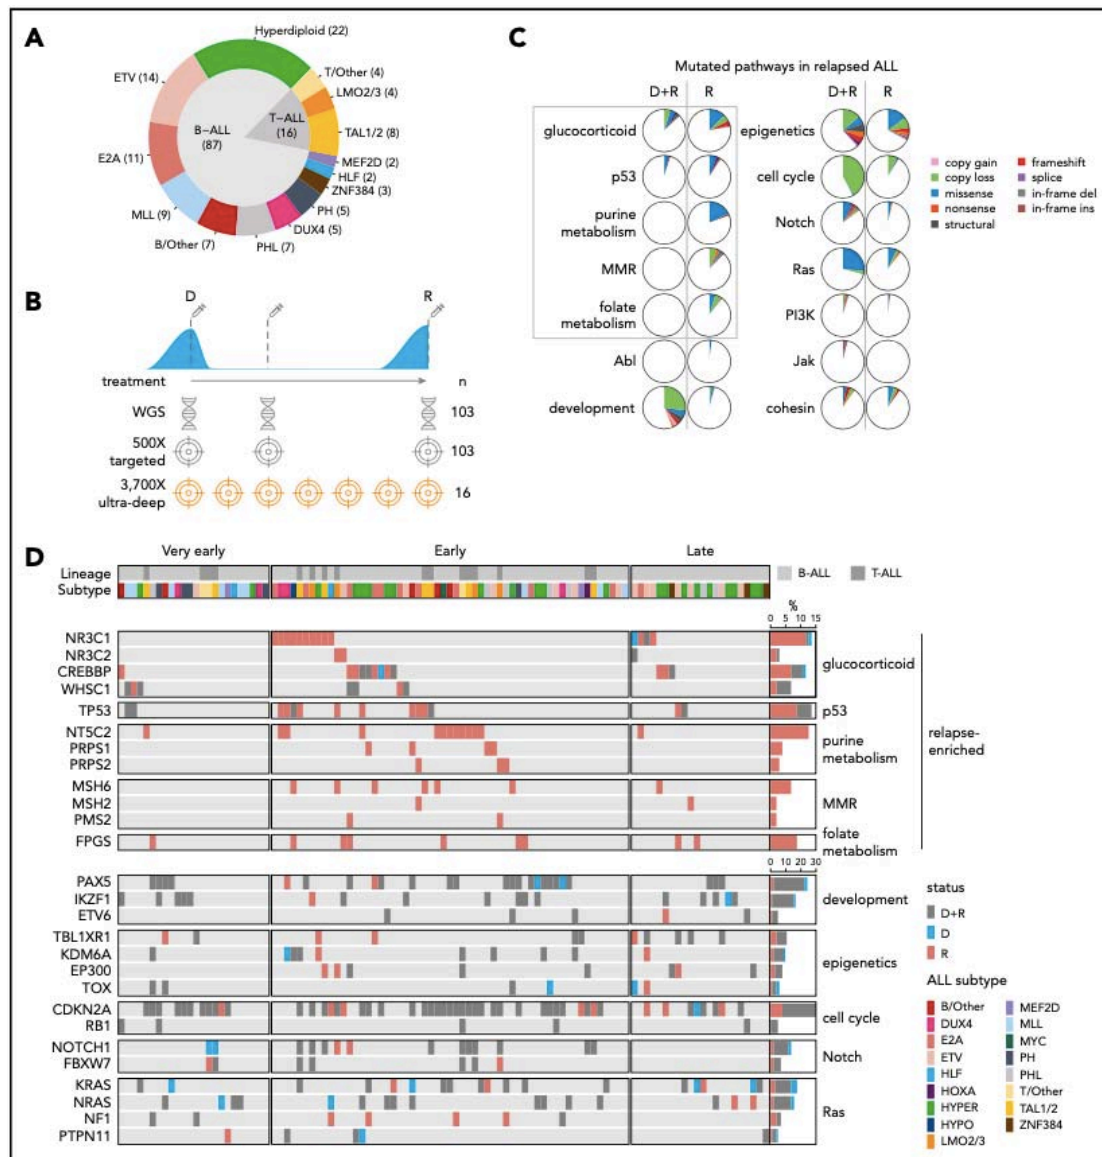 A
Hyperdiploid (22)
ETV (14)
T/Other (4)
LMO2/3 (4)
B-ALL
(87)
T-ALL
(16)
TAL1/2 (8)
E2A (11)
MEF2D (2)
HLF (2)
ZNF384 (3)
MLL (9)
PH (5)
DUX4 (5)
B/Other (7)
PHL (7)
B
D
R
treatment
n
WGS
103
500X
targeted
103
3,700X
ultra-deep
16
C
Mutated pathways in relapsed ALL
D+R
R
D+R
R
glucocorticoid
p53
purine
metabolism
MMR
folate
metabolism
Abl
development
epigenetics
cell cycle
Notch
Ras
PI3K
Jak
cohesin
copy gain
copy loss
missense
nonsense
structural
frameshift
splice
in-frame del
in-frame ins
D
Very early
Early
Late
Lineage
Subtype
B-ALL
T-ALL
%
0 5 10 15
NR3C1
NR3C2
CREBBP
WHSC1
glucocorticoid
TP53
p53
NT5C2
PRPS1
PRPS2
purine
metabolism
MSH6
MSH2
PMS2
MMR
FPGS
folate
metabolism
relapse-
enriched
0 10 20 30
PAX5
IKZF1
ETV6
development
TBL1XR1
KDM6A
EP300
TOX
epigenetics
CDKN2A
RB1
cell cycle
NOTCH1
FBXW7
Notch
KRAS
NRAS
NF1
PTPN11
Ras
status
D+R
D
R
ALL subtype
B/Other
DUX4
E2A
ETV
HLF
HOXA
HYPER
HYPO
LMO2/3
MEF2D
MLL
MYC
PH
PHL
T/Other
TAL1/2
ZNF384